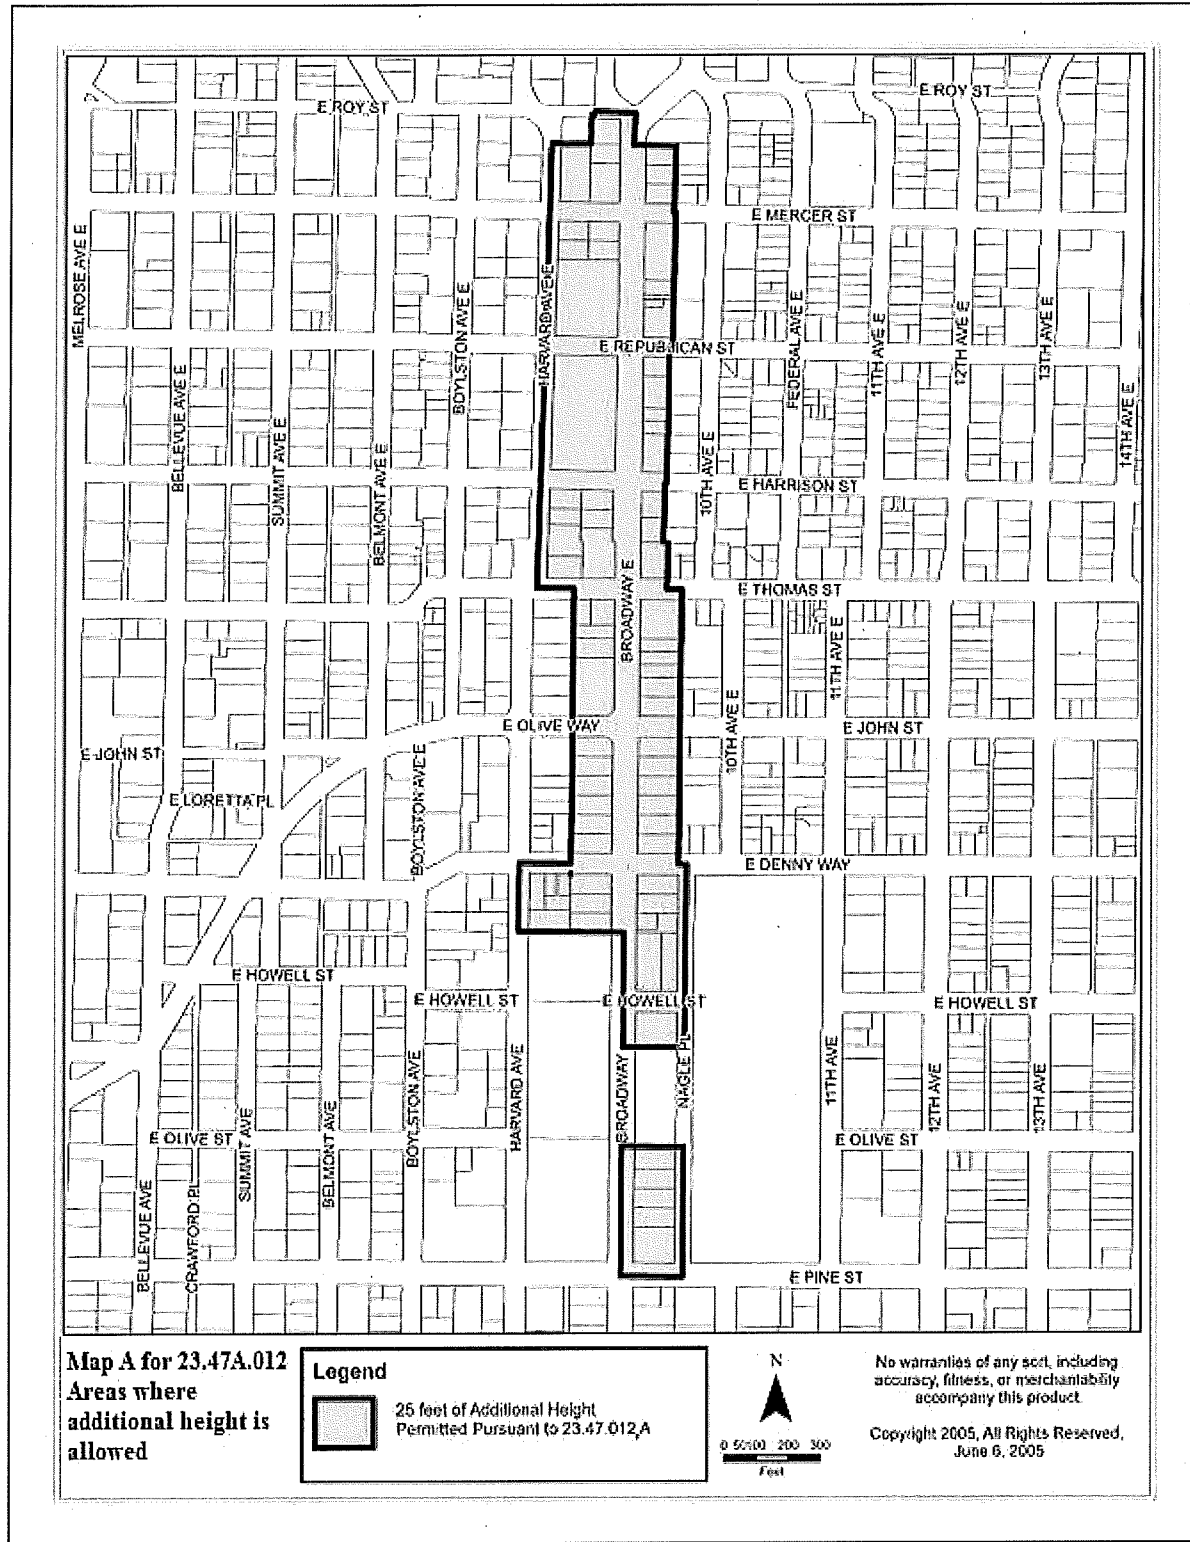 E ROY ST
E ROY ST
E MERCER ST
MELROSE AVE E
HARVARD AVE E
BOYLSTON AVE E
E REPUBLICAN ST
FEDERAL AVE E
11TH AVE E
12TH AVE E
13TH AVE E
BELLEVUE AVE E
SUMMIT AVE E
BELMONT AVE E
10TH AVE E
14TH AVE E
E HARRISON ST
BROADWAY E
E THOMAS ST
11TH AVE E
E OLIVE WAY
10TH AVE E
E JOHN ST
E JOHN ST
E LORETTA PL
BOYLSTON AVE E
E DENNY WAY
E HOWELL ST
E HOWELL ST
E HOWELL ST
E HOWELL ST
BELLEVUE AVE
CRAWFORD PL
SUMMIT AVE
BELMONT AVE
BOYLSTON AVE
HARVARD AVE
BROADWAY
NAGLE PL
11TH AVE
12TH AVE
13TH AVE
E OLIVE ST
E OLIVE ST
E PINE ST
Map A for 23.47A.012
Areas where
additional height is
allowed
Legend
25 feet of Additional Height
Permitted Pursuant to 23.47.012,A
N
0 50100 200 300
Feet
No warranties of any sort, including
accuracy, fitness, or merchantability
accompany this product.
Copyright 2005, All Rights Reserved,
June 6, 2005